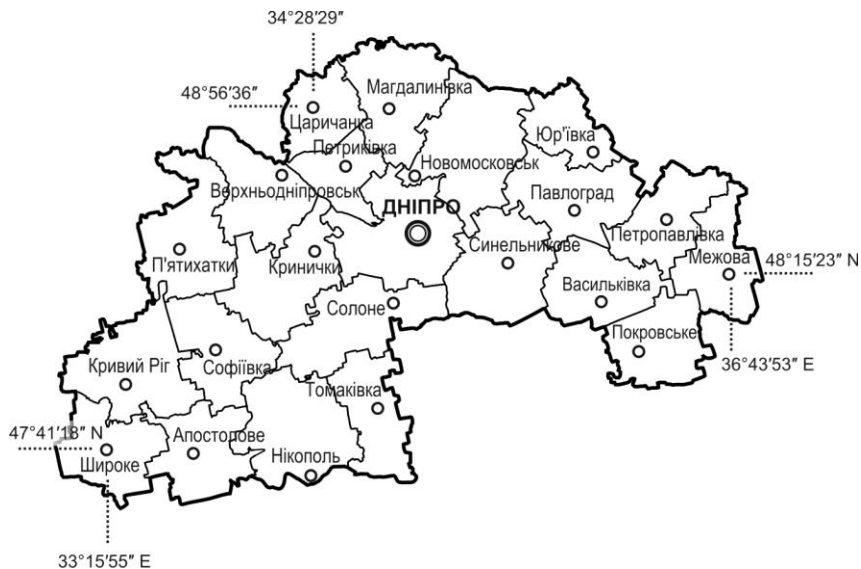 34°28'29"
48°56'36"
Магдалинівка
Царичанка
Юр'ївка
Петриківка
Новомосковськ
Верхньодніпровськ
Павлоград
ДНІПРО
Петропавлівка
Синельникове
Межова
48°15'23" N
П'ятихатки
Кринички
Васильківка
Солоне
Покровське
Кривий Ріг
Софіївка
36°43'53" E
Томаківка
47°41'18" N
Апостолове
Широке
Нікополь
33°15'55" E